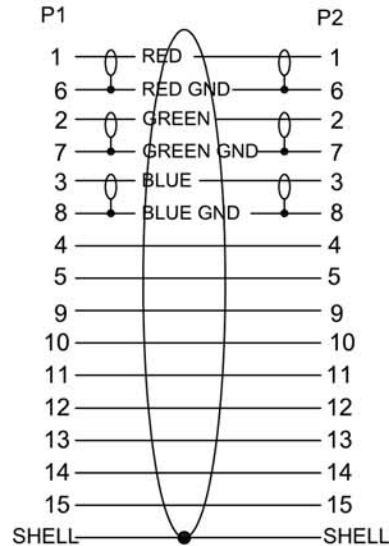 P1 P2
1 RED 1
6 RED GND 6
2 GREEN 2
7 GREEN GND 7
3 BLUE 3
8 BLUE GND 8
4 4
5 5
9 9
10 10
11 11
12 12
13 13
14 14
15 15
SHELL SHELL